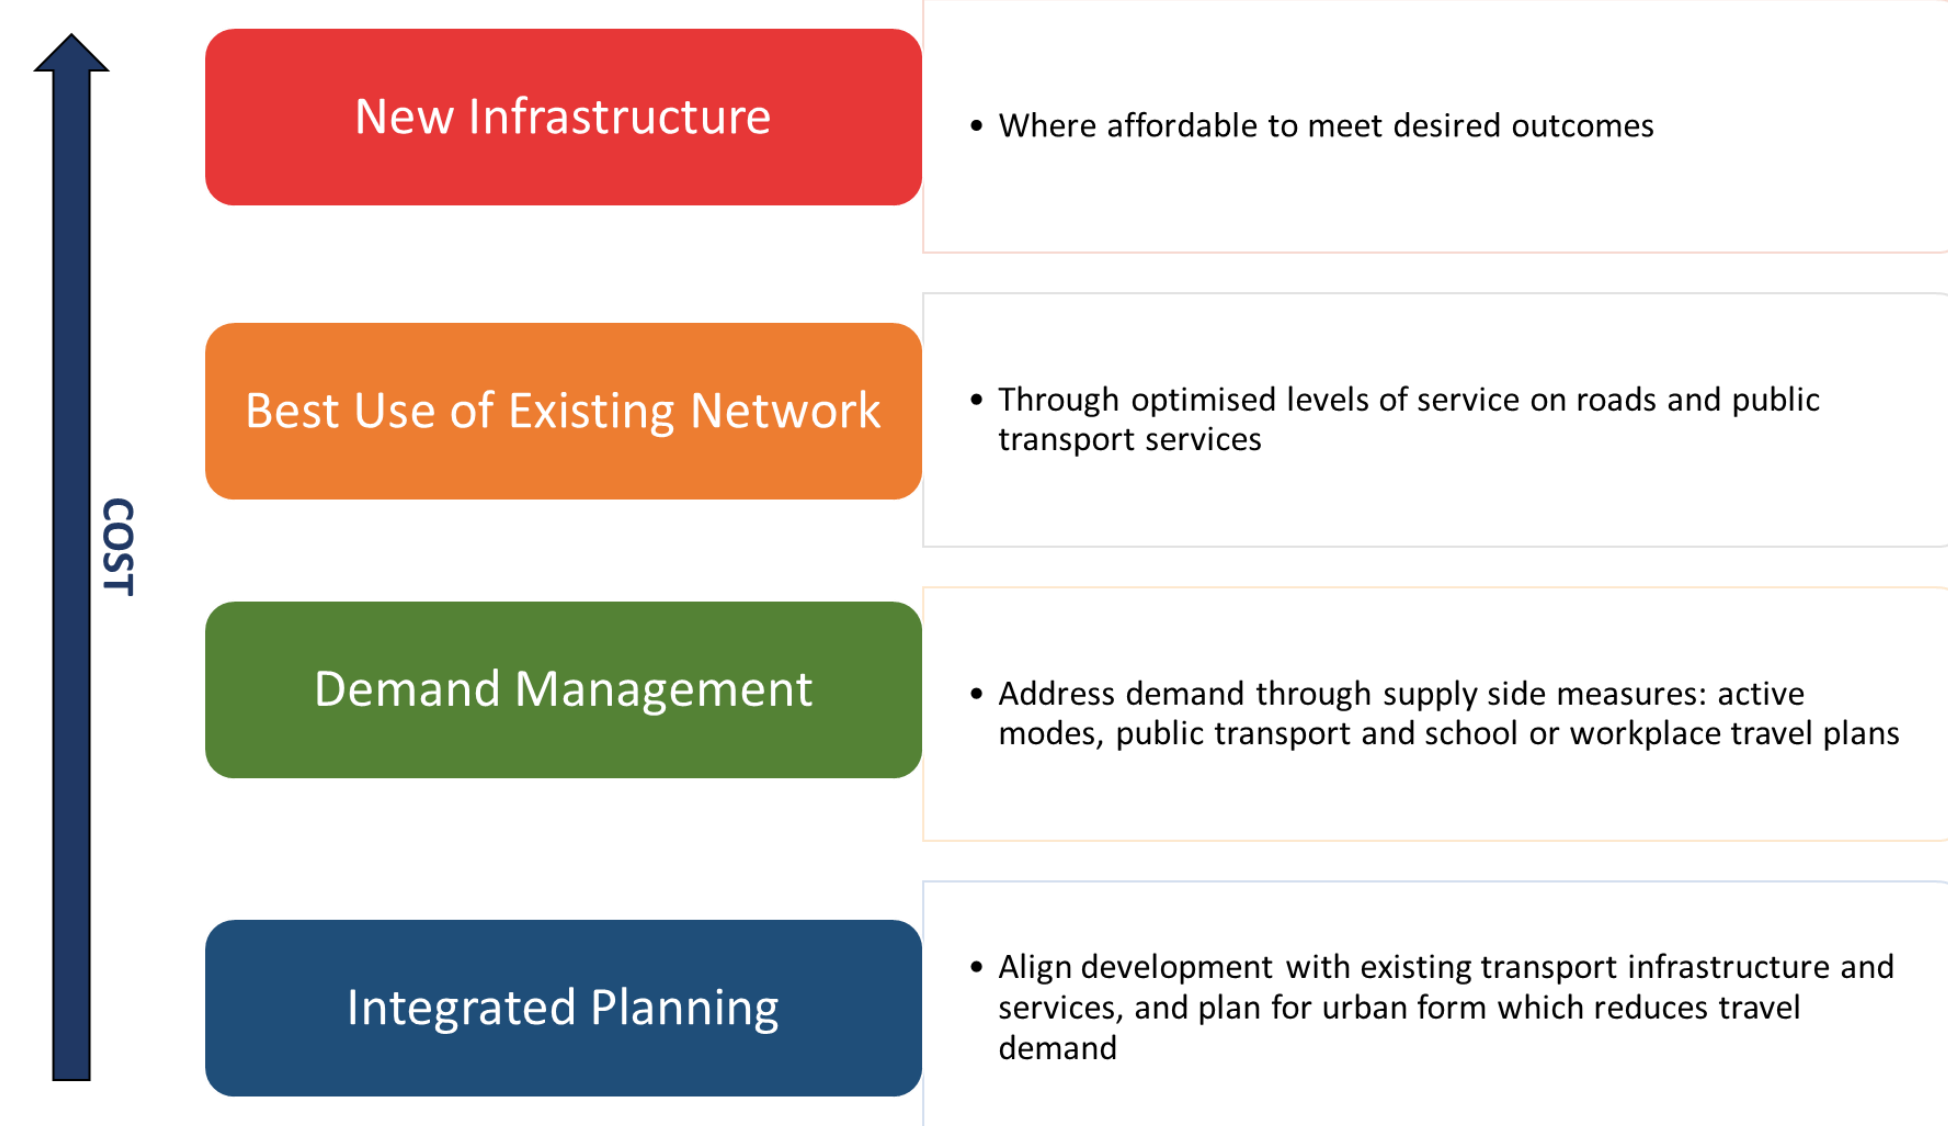 New Infrastructure
• Where affordable to meet desired outcomes
Best Use of Existing Network
• Through optimised levels of service on roads and public
transport services
COST
Demand Management
• Address demand through supply side measures: active
modes, public transport and school or workplace travel plans
Integrated Planning
• Align development with existing transport infrastructure and
services, and plan for urban form which reduces travel
demand